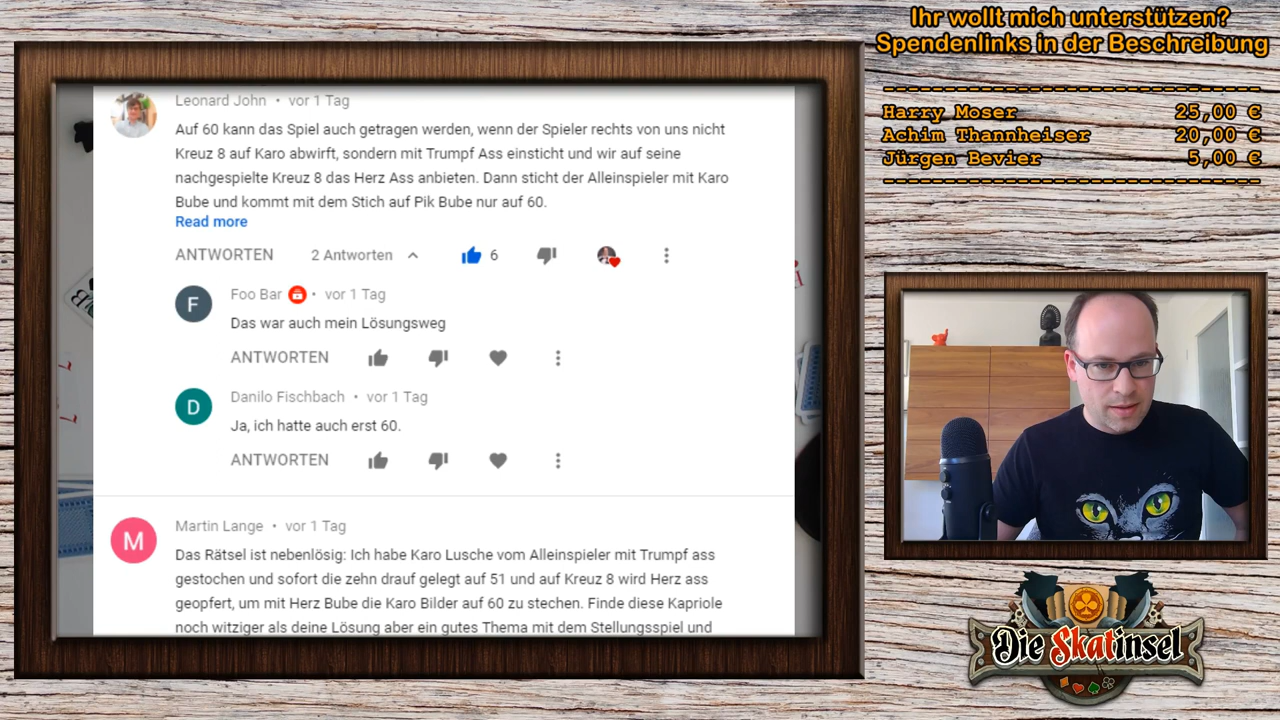 Ihr wollt mich unterstützen?
Spendenlinks in der Beschreibung
Harry Moser 25,00 €
Achim Thannheiser 20,00 €
Jürgen Bevier 5,00 €
Leonard John • vor 1 Tag
Auf 60 kann das Spiel auch getragen werden, wenn der Spieler rechts von uns nicht
Kreuz 8 auf Karo abwirft, sondern mit Trumpf Ass einsticht und wir auf seine
nachgespielte Kreuz 8 das Herz Ass anbieten. Dann sticht der Alleinspieler mit Karo
Bube und kommt mit dem Stich auf Pik Bube nur auf 60.
Read more
ANTWORTEN 2 Antworten 6
F
Foo Bar • vor 1 Tag
Das war auch mein Lösungsweg
ANTWORTEN
D
Danilo Fischbach • vor 1 Tag
Ja, ich hatte auch erst 60.
ANTWORTEN
M
Martin Lange • vor 1 Tag
Das Rätsel ist nebenlösig: Ich habe Karo Lusche vom Alleinspieler mit Trumpf ass
gestochen und sofort die zehn drauf gelegt auf 51 und auf Kreuz 8 wird Herz ass
geopfert, um mit Herz Bube die Karo Bilder auf 60 zu stechen. Finde diese Kapriole
noch witziger als deine Lösung aber ein gutes Thema mit dem Stellungsspiel und
Die Skatinsel